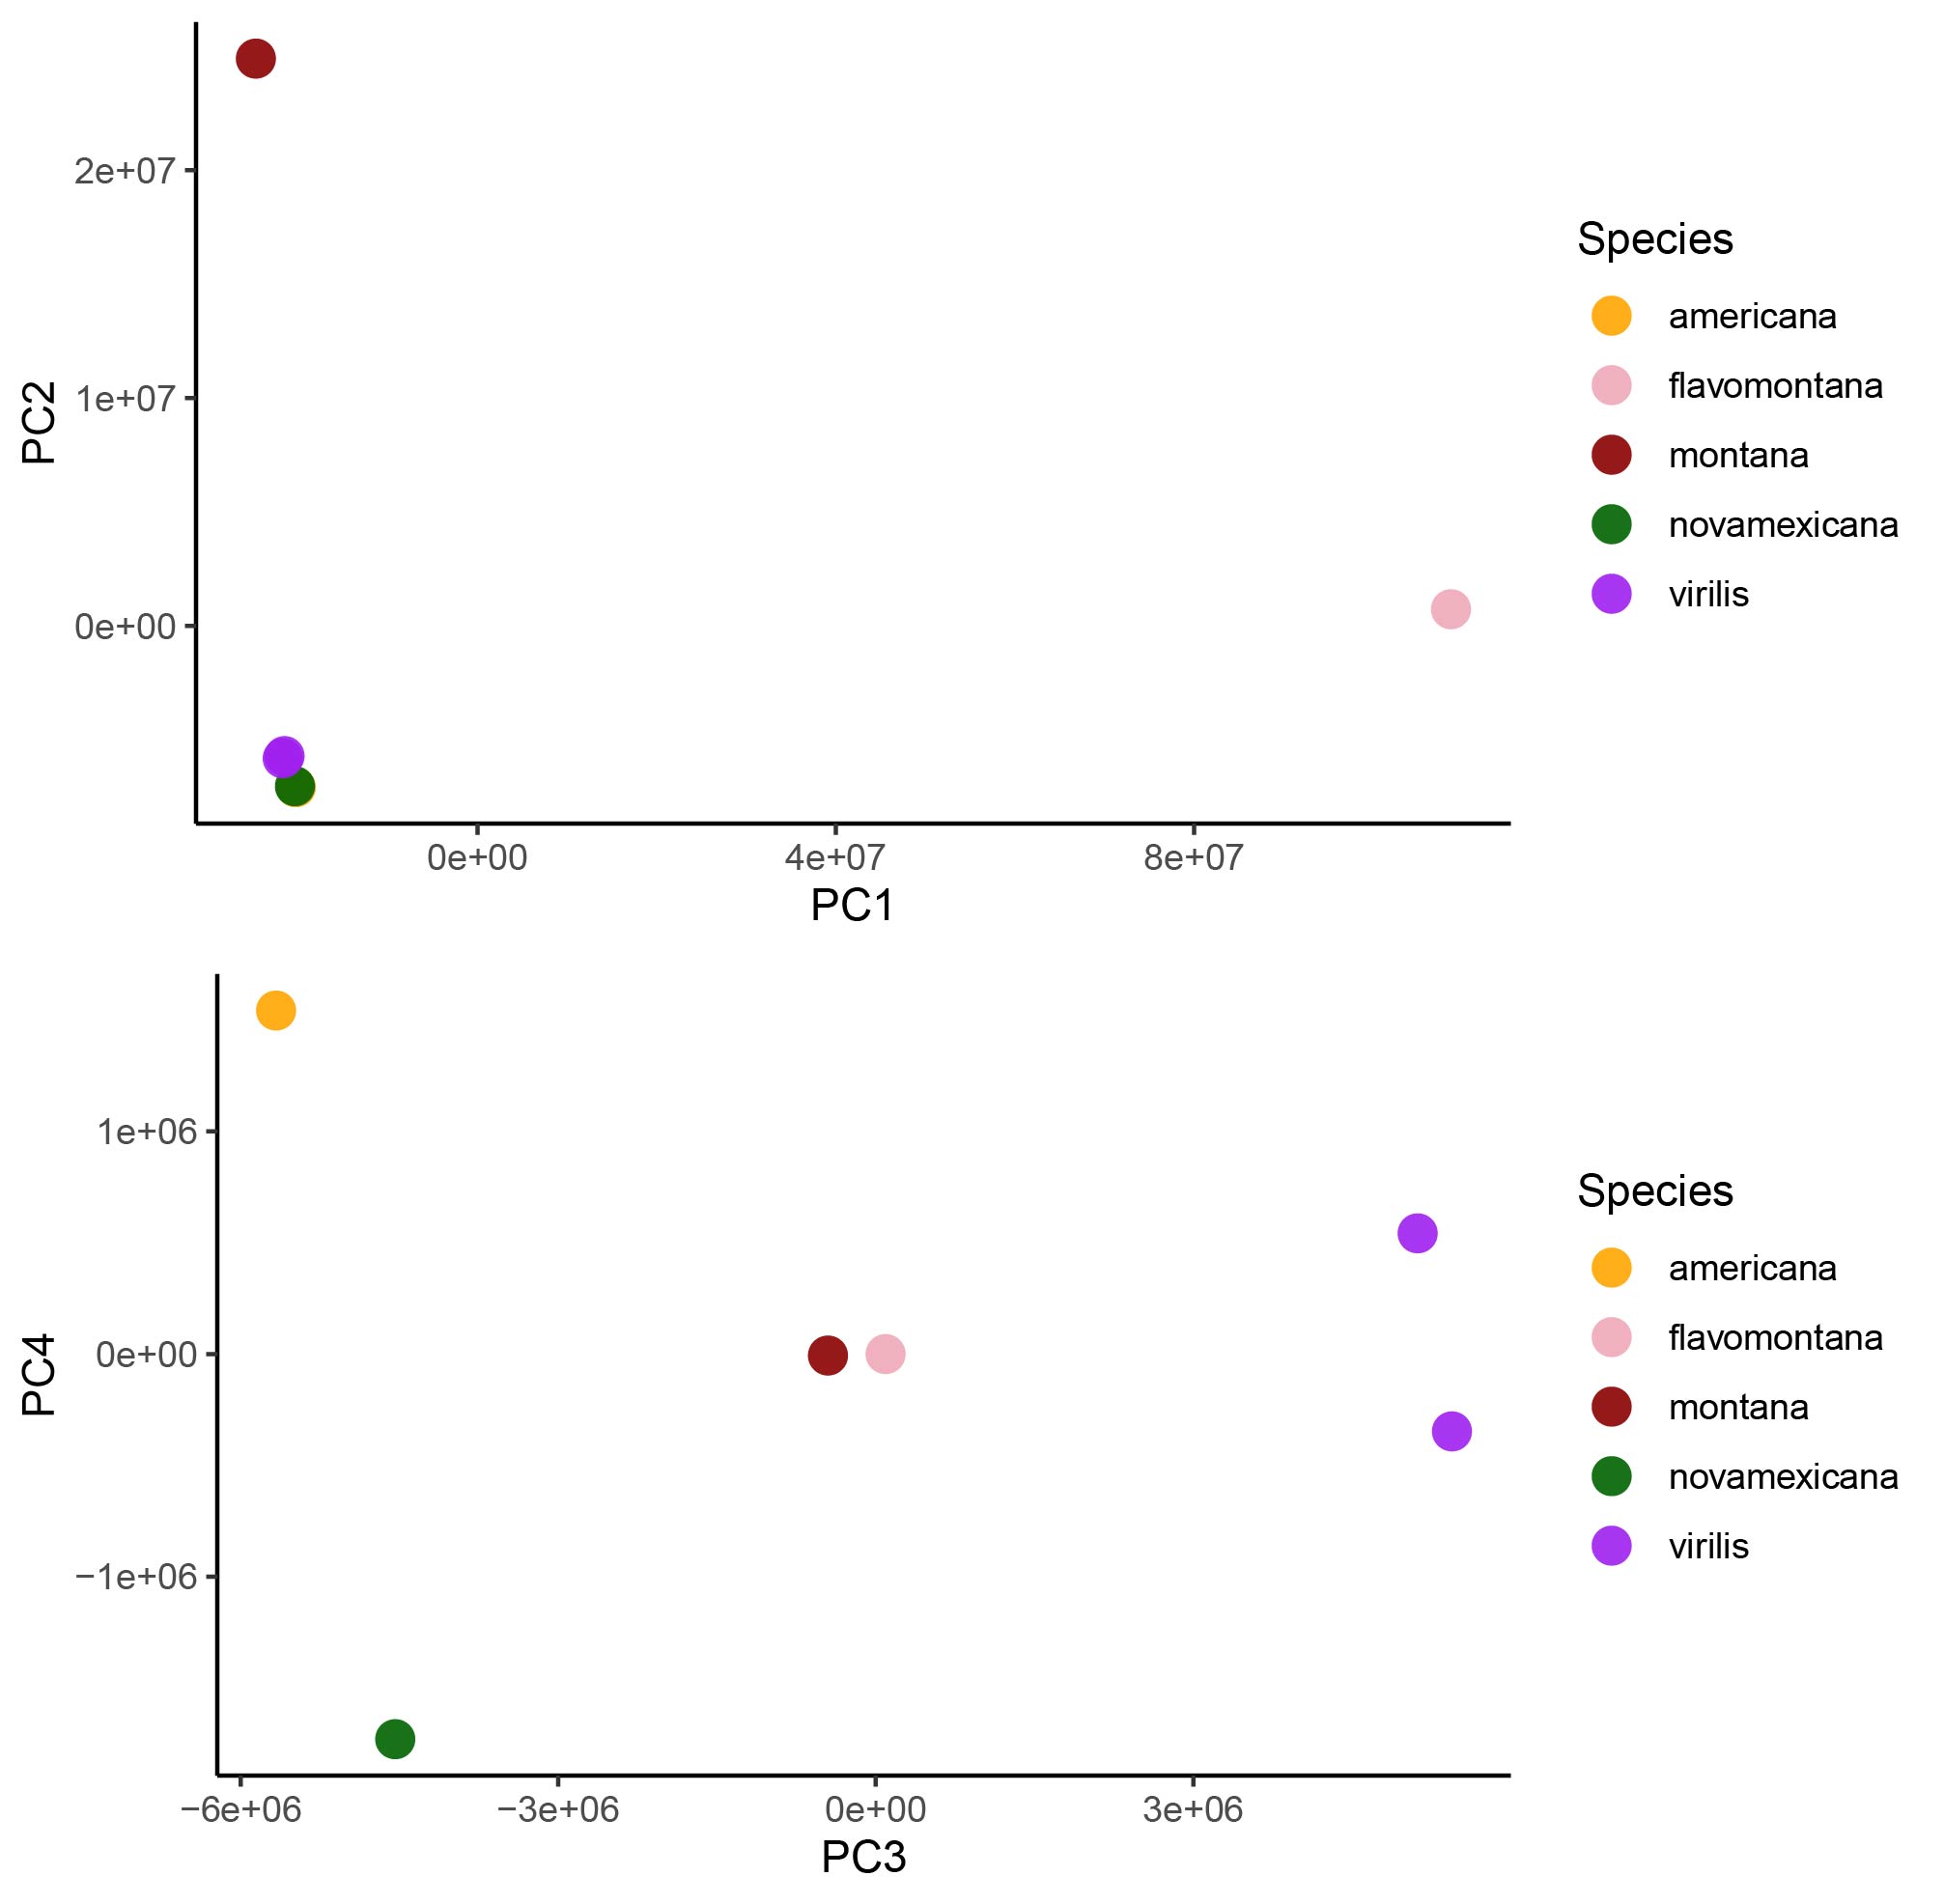 PC2
2e+07
1e+07
0e+00
0e+00
4e+07
8e+07
PC1
Species
americana
flavomontana
montana
novamexicana
virilis
PC4
1e+06
0e+00
−1e+06
−6e+06
−3e+06
0e+00
3e+06
PC3
Species
americana
flavomontana
montana
novamexicana
virilis